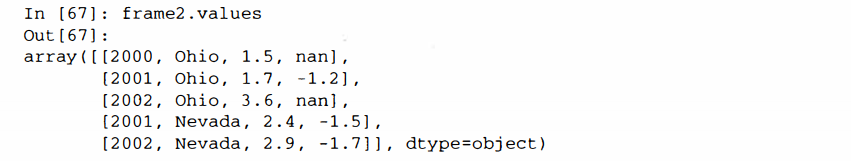 In [67]: frame2.values
Out[67]:
array([[2000, Ohio, 1.5, nan],
       [2001, Ohio, 1.7, -1.2],
       [2002, Ohio, 3.6, nan],
       [2001, Nevada, 2.4, -1.5],
       [2002, Nevada, 2.9, -1.7]], dtype=object)